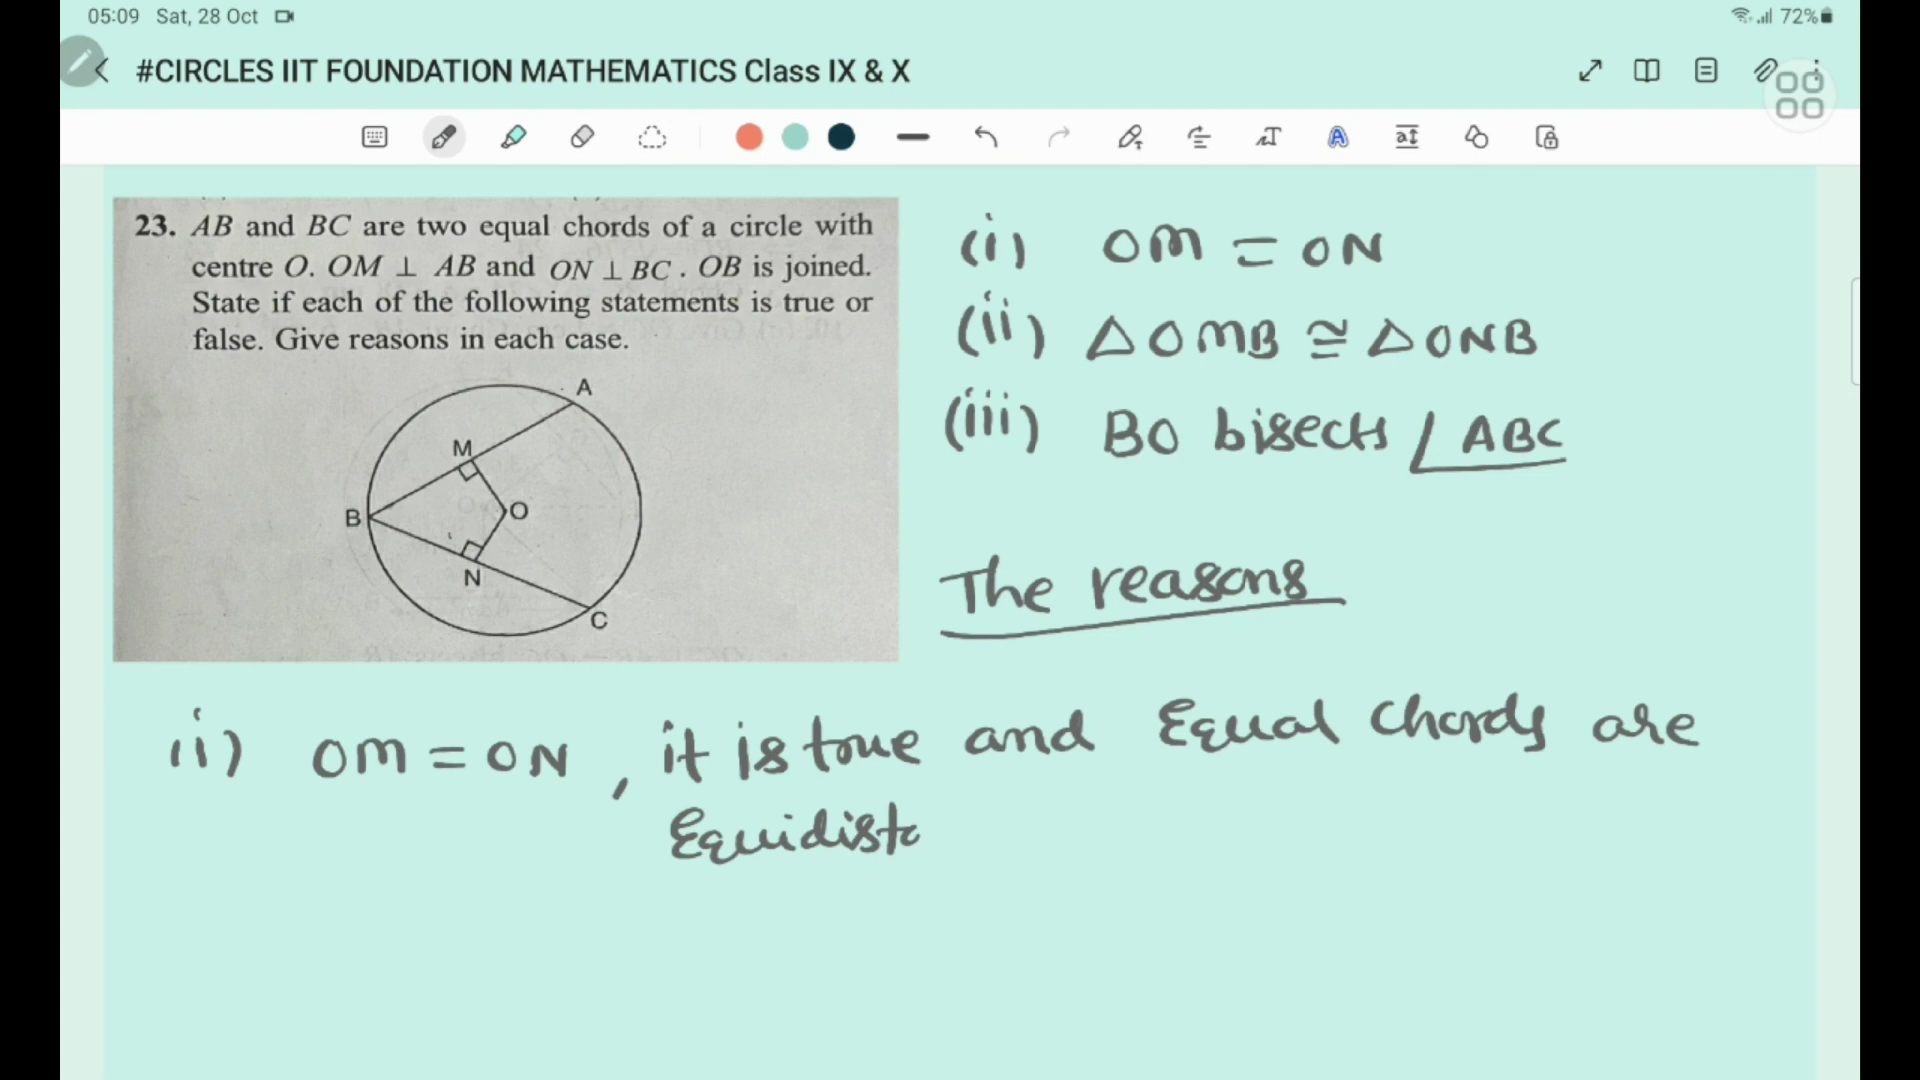 05:09 Sat, 28 Oct
72%
#CIRCLES IIT FOUNDATION MATHEMATICS Class IX & X
23. AB and BC are two equal chords of a circle with
centre O. OM ⊥ AB and ON ⊥ BC. OB is joined.
State if each of the following statements is true or
false. Give reasons in each case.
A
M
B
O
N
C
(i) OM = ON
(ii) △OMB ≅ △ONB
(iii) BO bisects ∠ABC
The reasons
(i) OM = ON, it is true and Equal chords are
Equidista